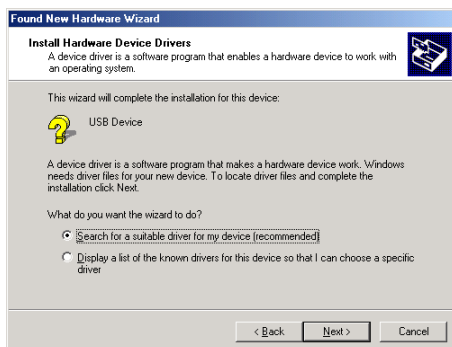 Found New Hardware Wizard
Install Hardware Device Drivers
A device driver is a software program that enables a hardware device to work with
an operating system.
This wizard will complete the installation for this device:
USB Device
A device driver is a software program that makes a hardware device work. Windows
needs driver files for your new device. To locate driver files and complete the
installation click Next.
What do you want the wizard to do?
Search for a suitable driver for my device (recommended)
Display a list of the known drivers for this device so that I can choose a specific
driver
< Back Next > Cancel